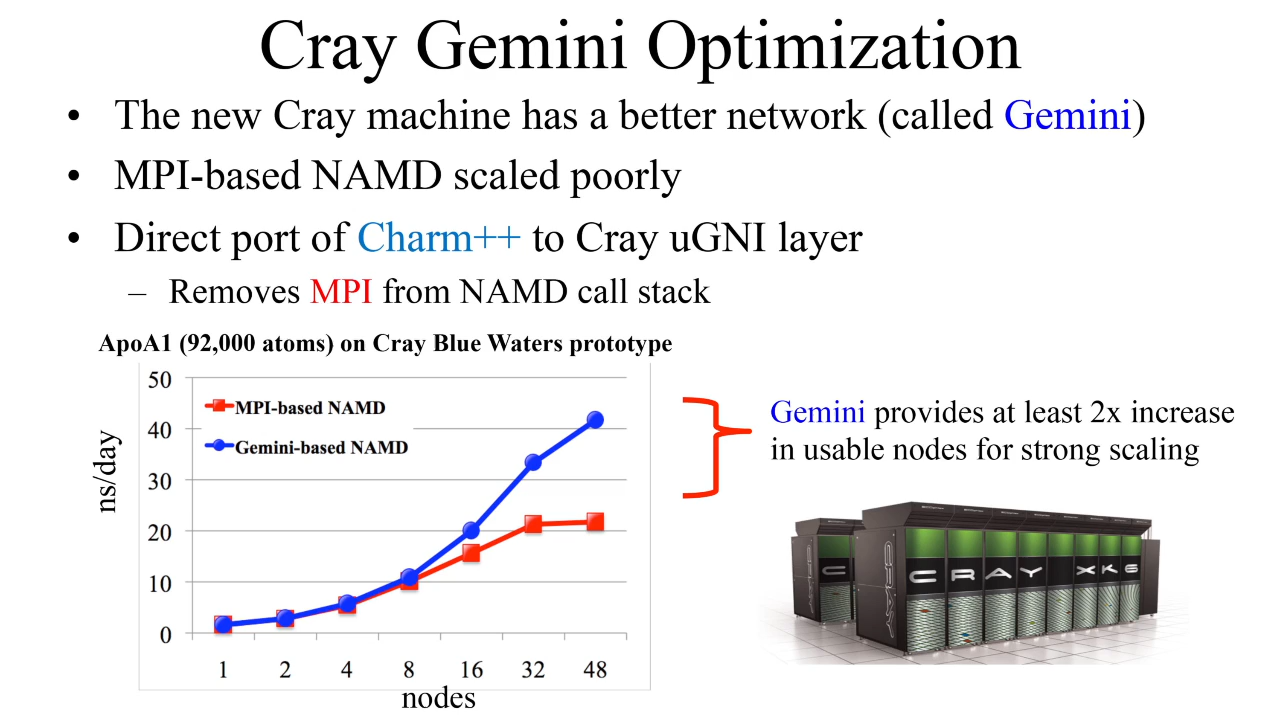 Cray Gemini Optimization
• The new Cray machine has a better network (called Gemini)
• MPI-based NAMD scaled poorly
• Direct port of Charm++ to Cray uGNI layer
– Removes MPI from NAMD call stack
ApoA1 (92,000 atoms) on Cray Blue Waters prototype
50
40
30
20
10
0
ns/day
MPI-based NAMD
Gemini-based NAMD
1 2 4 8 16 32 48
nodes
Gemini provides at least 2x increase
in usable nodes for strong scaling
C CRAY XK6
CRAY